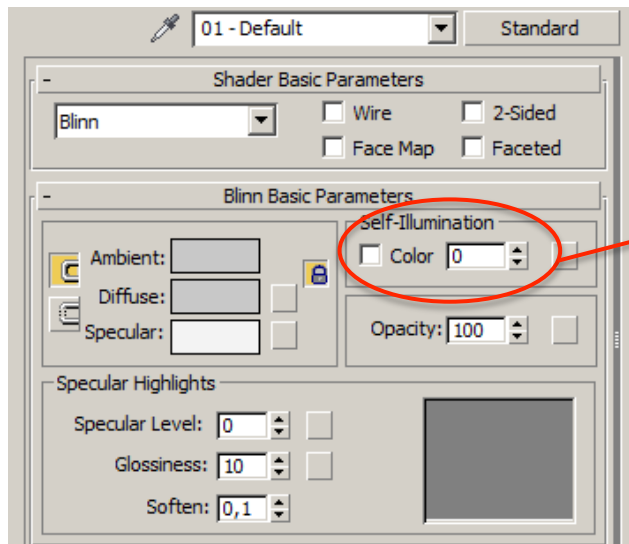 01 - Default Standard
- Shader Basic Parameters
Blinn Wire 2-Sided
Face Map Faceted
- Blinn Basic Parameters
Self-Illumination
Ambient: Color 0
Diffuse:
Specular: Opacity: 100
Specular Highlights
Specular Level: 0
Glossiness: 10
Soften: 0,1